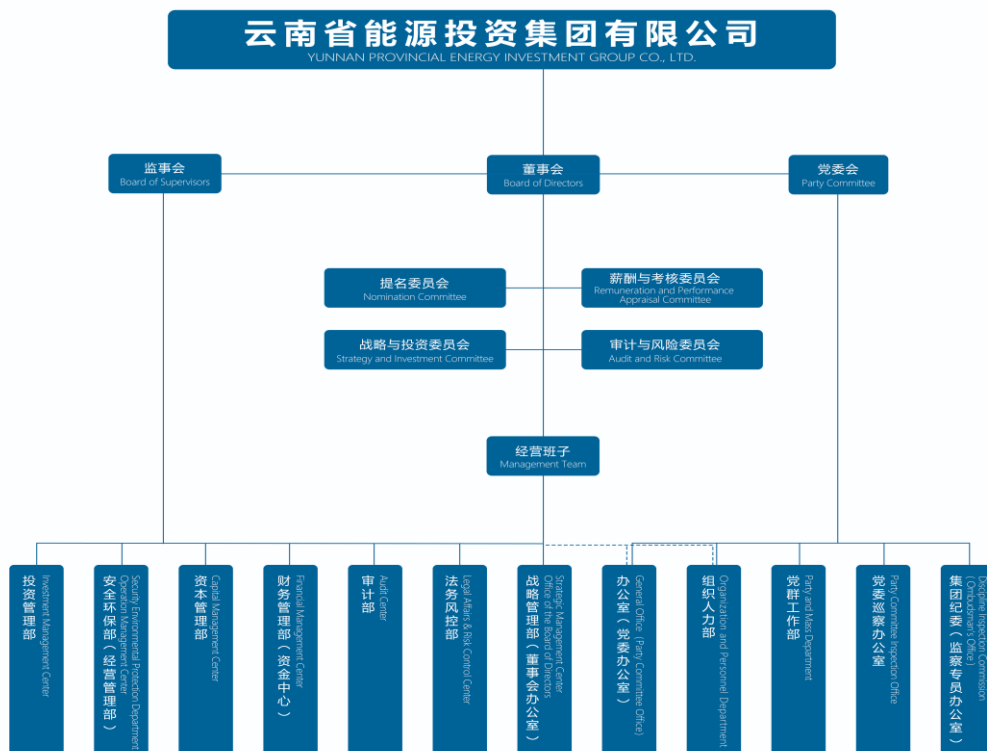 云南省能源投资集团有限公司
YUNNAN PROVINCIAL ENERGY INVESTMENT GROUP CO., LTD.
监事会
Board of Supervisors
董事会
Board of Directors
党委会
Party Committee
提名委员会
Nomination Committee
薪酬与考核委员会
Remuneration and Performance
Appraisal Committee
战略与投资委员会
Strategy and Investment Committee
审计与风险委员会
Audit and Risk Committee
经营班子
Management Team
投资管理部
Investment Management Center
安全环保部（经营管理部）
Security Environmental Protection Department
Operation Management Center
资本管理部
Capital Management Center
财务管理部（资金中心）
Financial Management Center
审计部
Audit Center
法务风控部
Legal Affairs & Risk Control Center
战略管理部（董事会办公室）
Strategic Management Center
Office of the Board of Directors
办公室（党委办公室）
General Office (Party Committee Office)
组织人力部
Organization and Personnel Department
党群工作部
Party and Mass Department
党委巡察办公室
Party Committee Inspection Office
集团纪委（监察专员办公室）
Discipline Inspection Commission
( Ombudsman's Office )